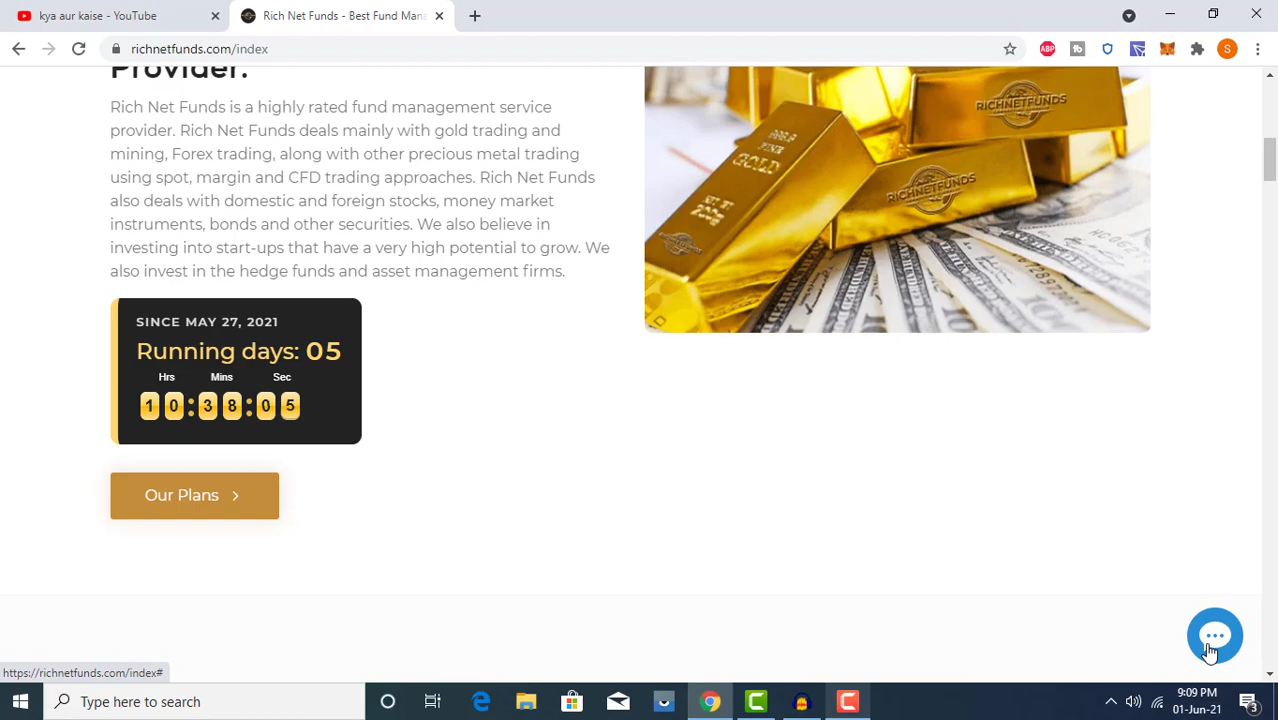 kya aur kaise - YouTube
Rich Net Funds - Best Fund Mana
richnetfunds.com/index
ABP
S
Provider.
Rich Net Funds is a highly rated fund management service
provider. Rich Net Funds deals mainly with gold trading and
mining, Forex trading, along with other precious metal trading
using spot, margin and CFD trading approaches. Rich Net Funds
also deals with domestic and foreign stocks, money market
instruments, bonds and other securities. We also believe in
investing into start-ups that have a very high potential to grow. We
also invest in the hedge funds and asset management firms.
RICHNETFUNDS
FINE
GOLD
RICHNETFUNDS
SINCE MAY 27, 2021
Running days: 05
Hrs Mins Sec
10:38:05
Our Plans
https://richnetfunds.com/index#
Type here to search
9:09 PM
01-Jun-21
3